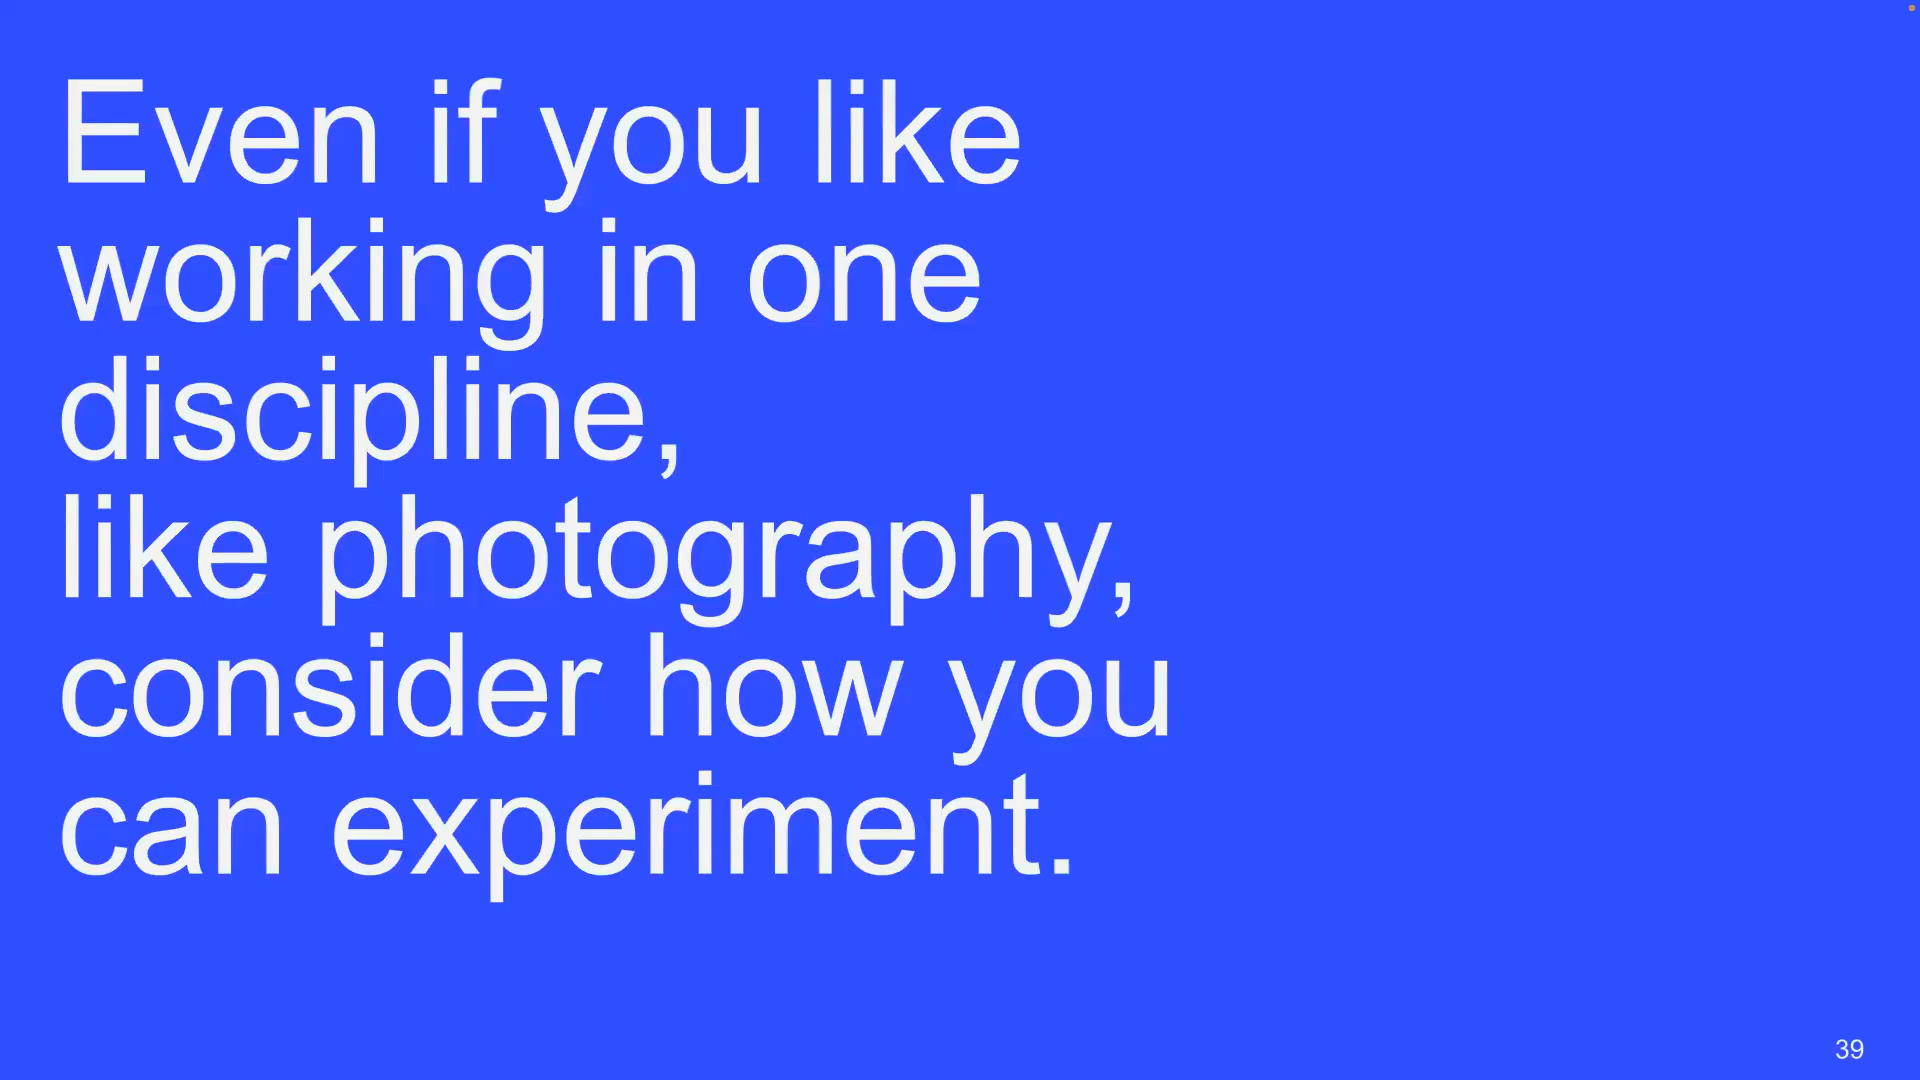 Even if you like
working in one
discipline,
like photography,
consider how you
can experiment.
39